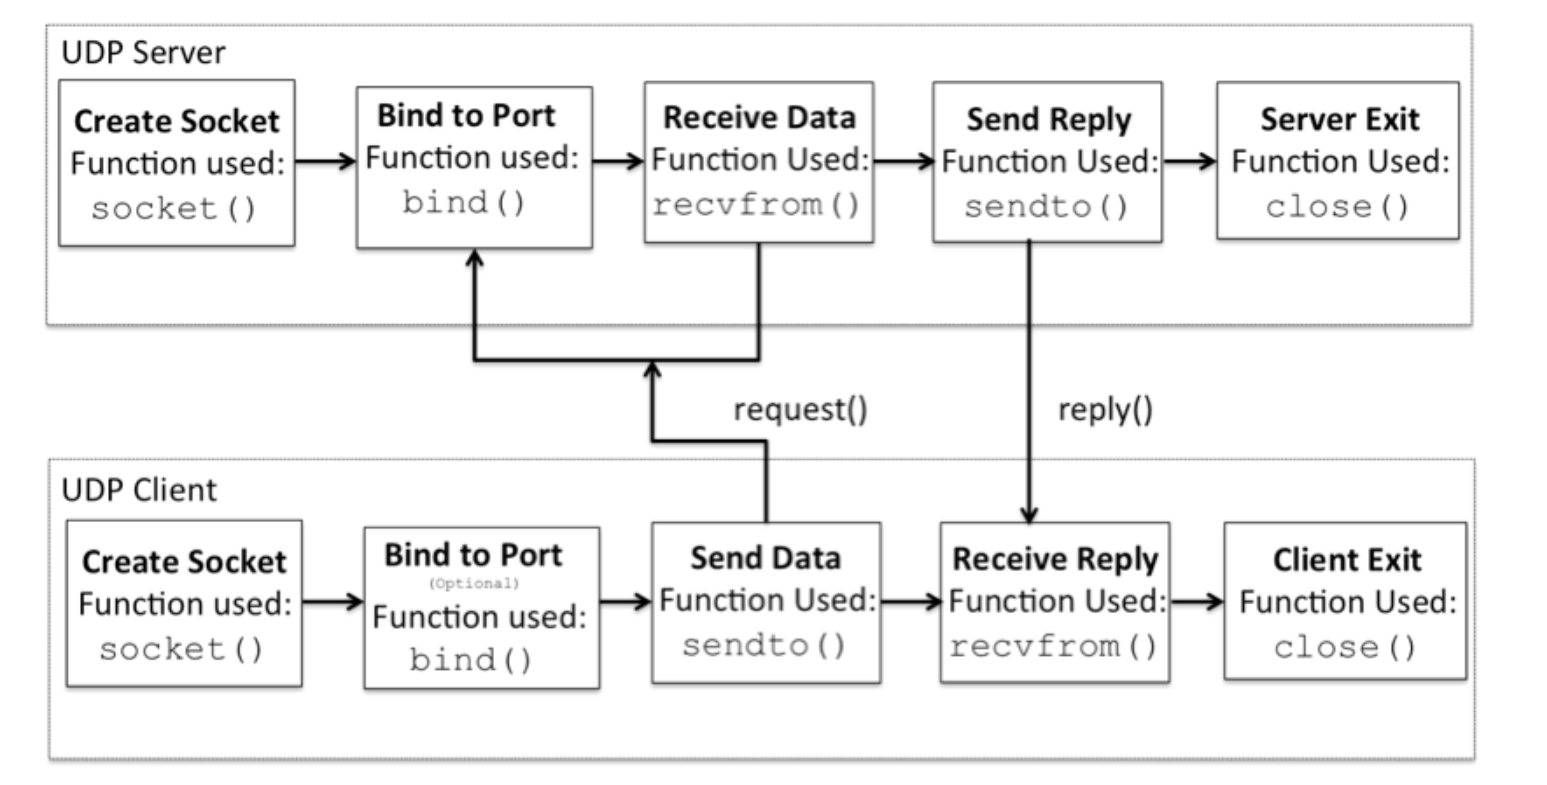 UDP Server
Create Socket
Function used:
socket()
Bind to Port
Function used:
bind()
Receive Data
Function Used:
recvfrom()
Send Reply
Function Used:
sendto()
Server Exit
Function Used:
close()
request()
reply()
UDP Client
Create Socket
Function used:
socket()
Bind to Port
(Optional)
Function used:
bind()
Send Data
Function Used:
sendto()
Receive Reply
Function Used:
recvfrom()
Client Exit
Function Used:
close()